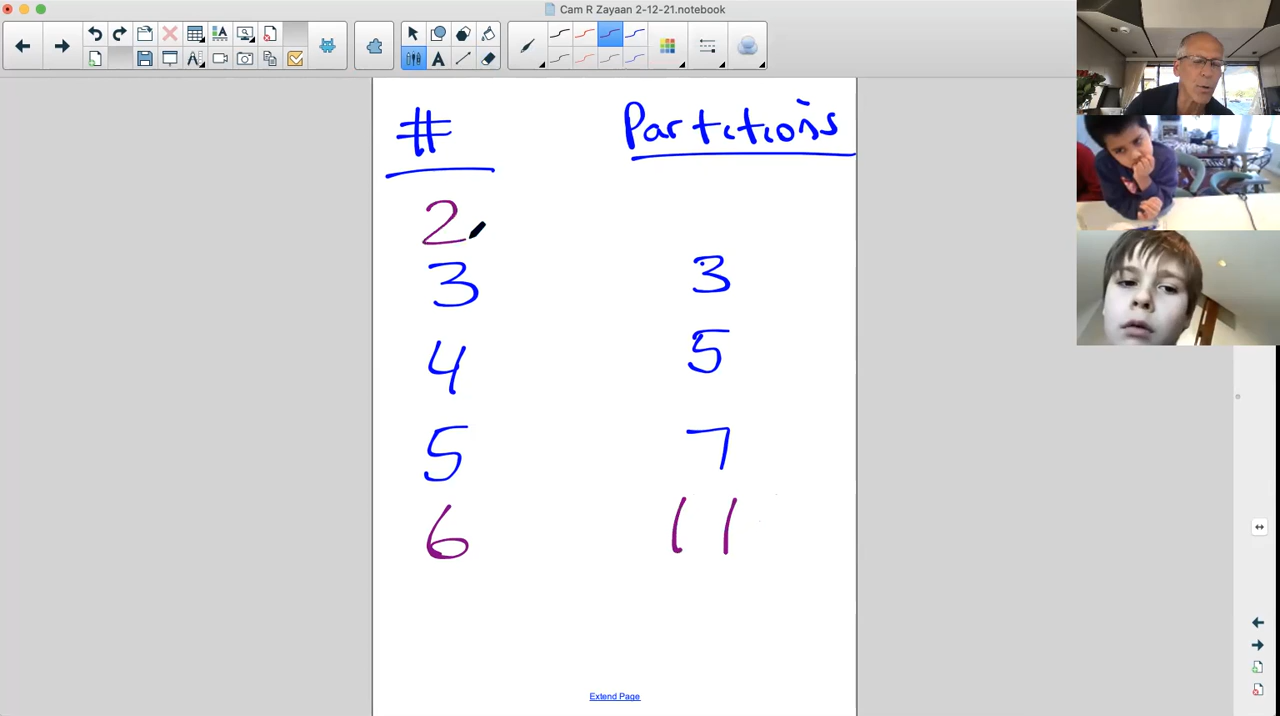 Cam R Zayaan 2-12-21.notebook
# Partitions
2
3 3
4 5
5 7
6 11
Extend Page